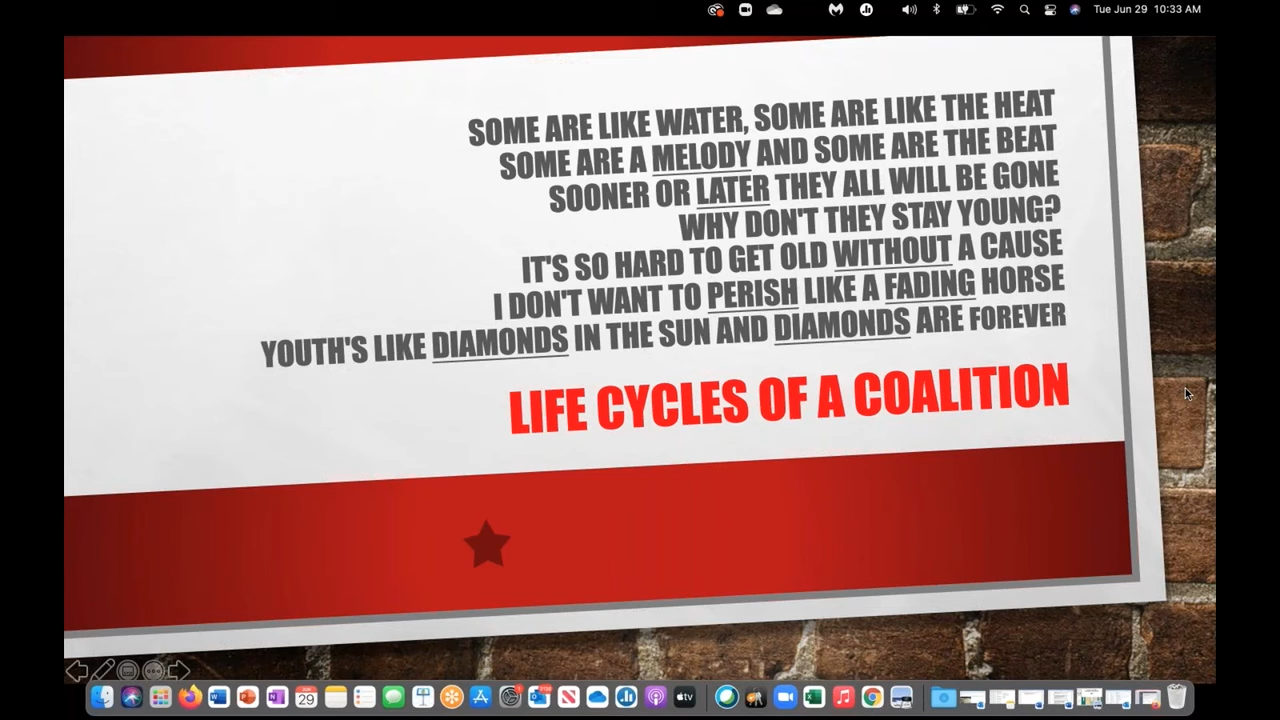 Tue Jun 29 10:33 AM
SOME ARE LIKE WATER, SOME ARE LIKE THE HEAT
SOME ARE A MELODY AND SOME ARE THE BEAT
SOONER OR LATER THEY ALL WILL BE GONE
WHY DON'T THEY STAY YOUNG?
IT'S SO HARD TO GET OLD WITHOUT A CAUSE
I DON'T WANT TO PERISH LIKE A FADING HORSE
YOUTH'S LIKE DIAMONDS IN THE SUN AND DIAMONDS ARE FOREVER
LIFE CYCLES OF A COALITION
29
tv